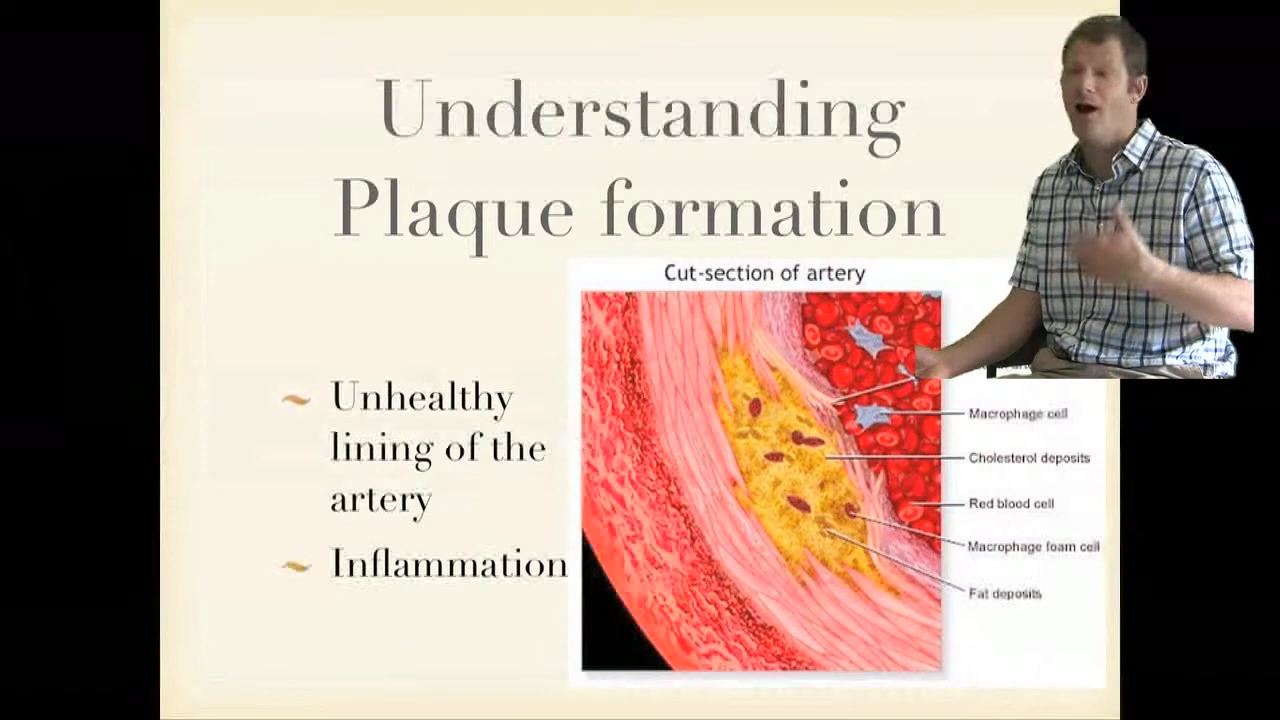 Understanding
Plaque formation
Cut-section of artery
Unhealthy
lining of the
artery
Inflammation
Macrophage cell
Cholesterol deposits
Red blood cell
Macrophage foam cell
Fat deposits